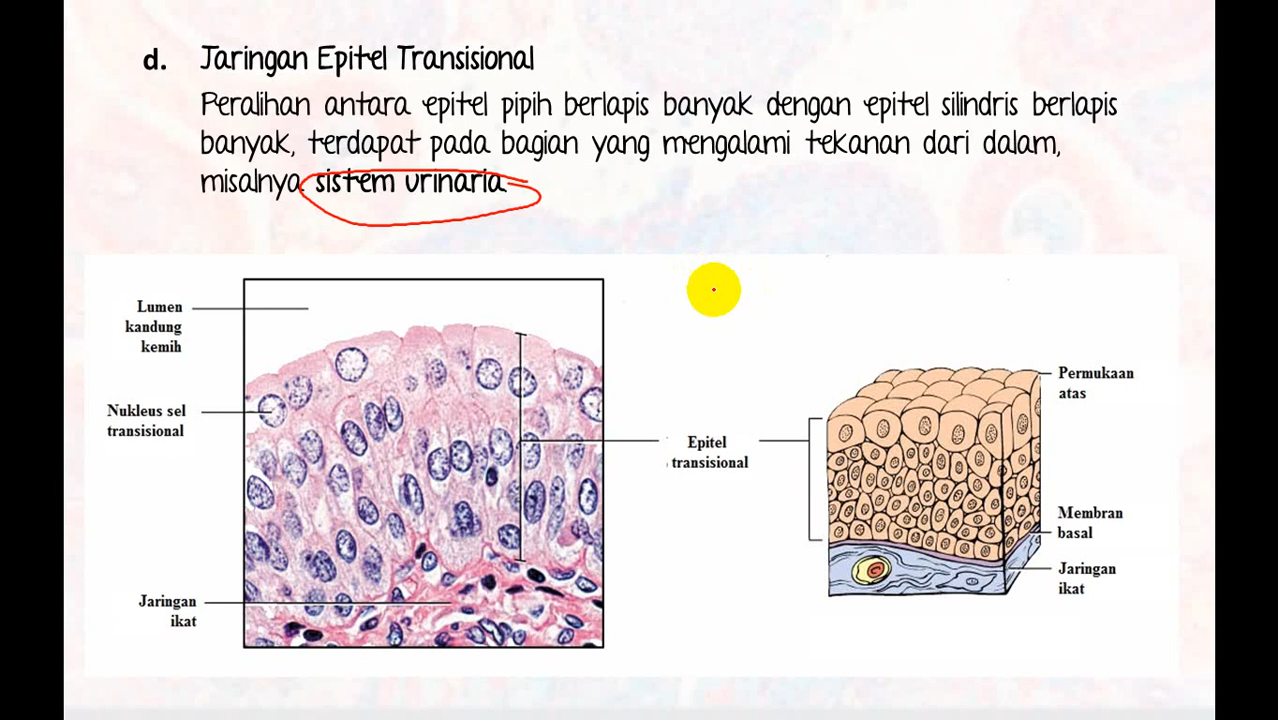 d. Jaringan Epitel Transisional
Peralihan antara epitel pipih berlapis banyak dengan epitel silindris berlapis
banyak, terdapat pada bagian yang mengalami tekanan dari dalam,
misalnya sistem urinaria
Lumen
kandung
kemih
Nukleus sel
transisional
Jaringan
ikat
Epitel
transisional
Permukaan
atas
Membran
basal
Jaringan
ikat